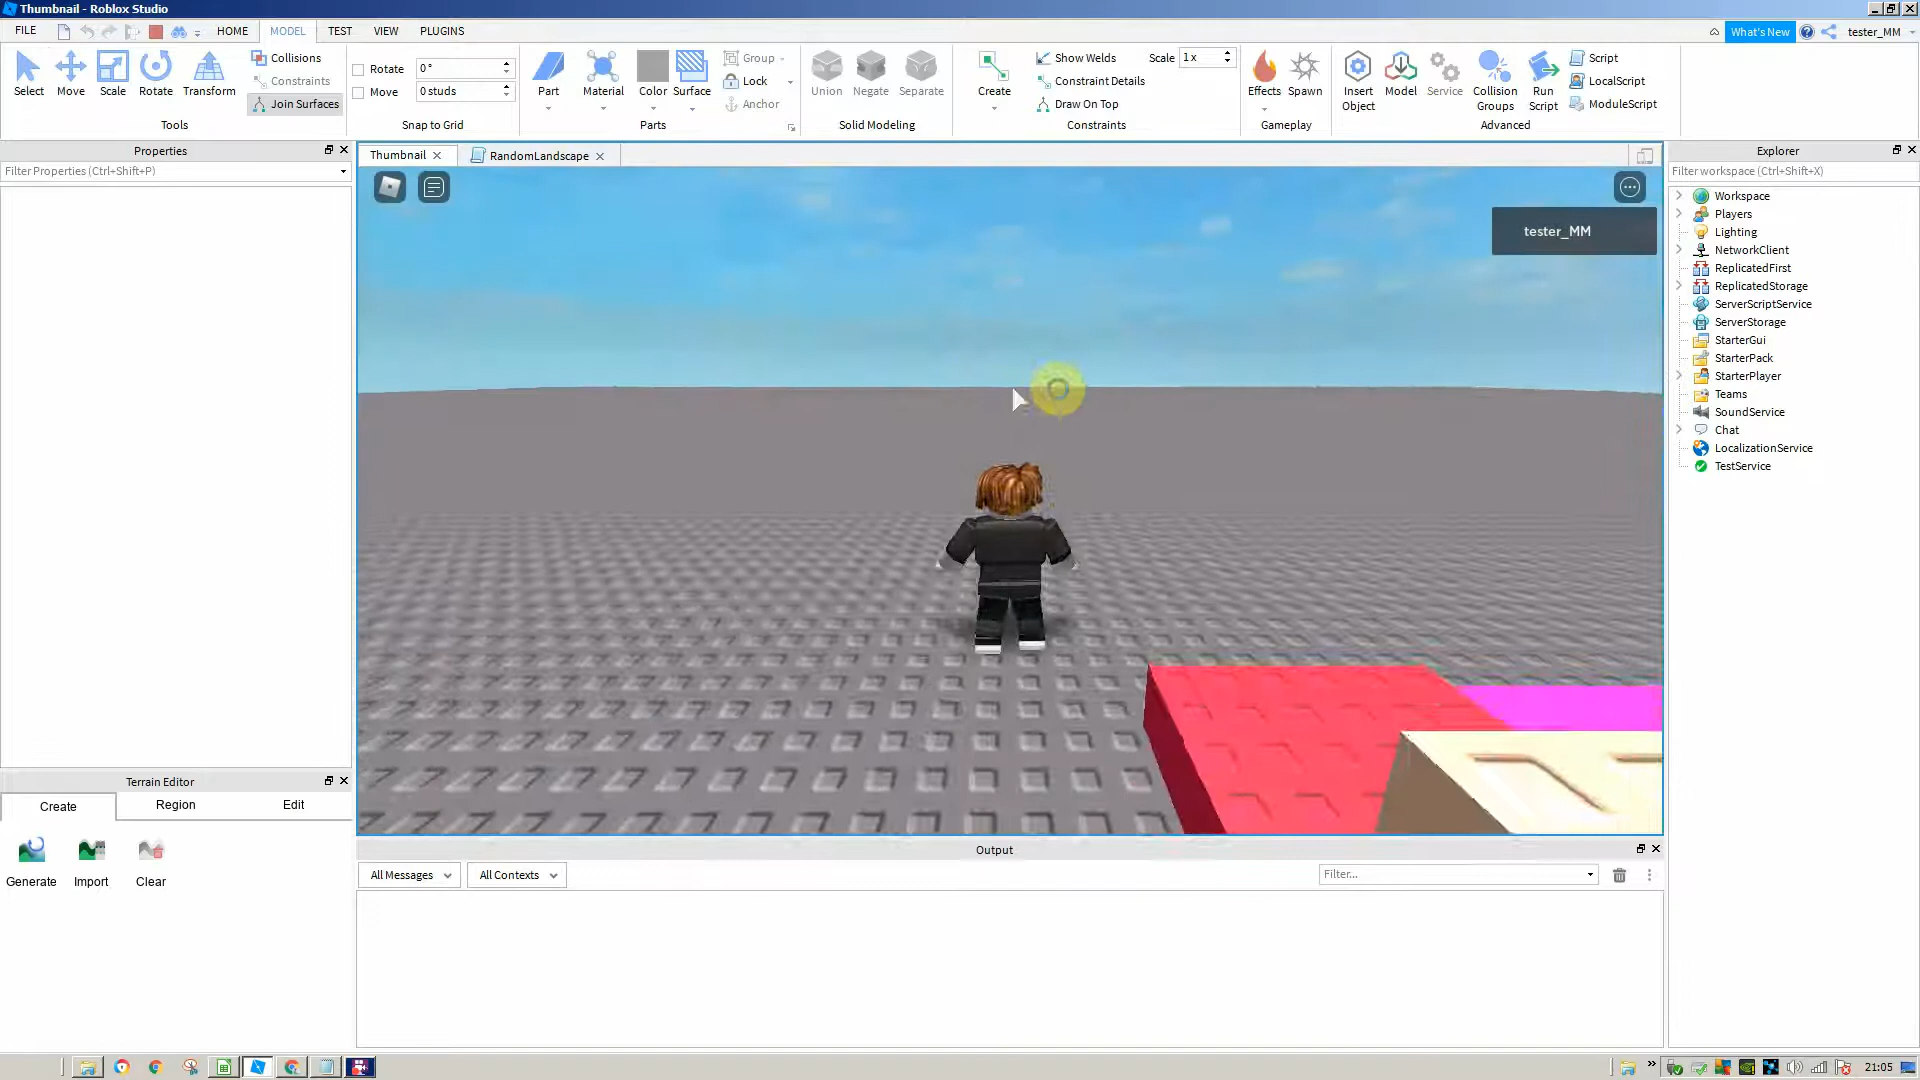 Thumbnail - Roblox Studio
FILE HOME MODEL TEST VIEW PLUGINS What's New tester_MM
Select Move Scale Rotate Transform
Collisions
Constraints
Join Surfaces
Tools
Rotate 0°
Move 0 studs
Snap to Grid
Part Material Color Surface
Group
Lock
Anchor
Parts
Union Negate Separate
Solid Modeling
Create
Show Welds Scale 1x
Constraint Details
Draw On Top
Constraints
Effects Spawn
Gameplay
Insert Object Model Service Collision Groups Run Script
Script
LocalScript
ModuleScript
Advanced
Properties
Filter Properties (Ctrl+Shift+P)
Thumbnail RandomLandscape
tester_MM
Explorer
Filter workspace (Ctrl+Shift+X)
Workspace
Players
Lighting
NetworkClient
ReplicatedFirst
ReplicatedStorage
ServerScriptService
ServerStorage
StarterGui
StarterPack
StarterPlayer
Teams
SoundService
Chat
LocalizationService
TestService
Terrain Editor
Create Region Edit
Generate Import Clear
Output
All Messages All Contexts Filter...
21:05